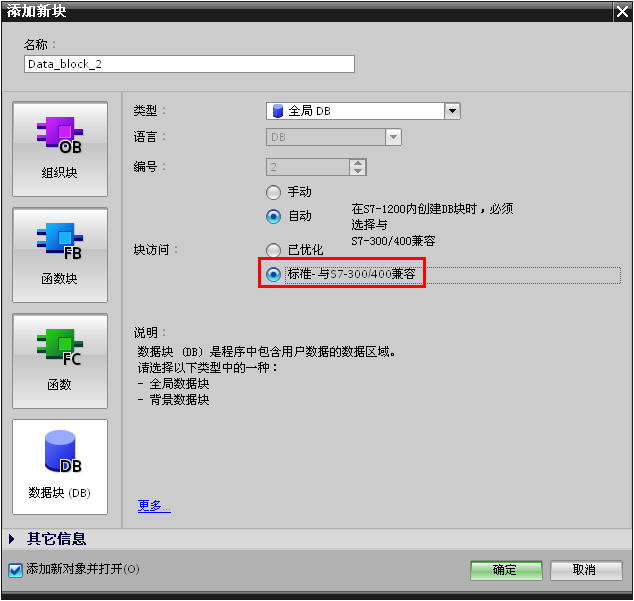 添加新块
名称：
Data_block_2
OB
组织块
FB
函数块
FC
函数
DB
数据块 (DB)
类型：
全局 DB
语言：
DB
编号：
2
手动
自动
在S7-1200内创建DB块时，必须
选择与
S7-300/400兼容
块访问：
已优化
标准- 与S7-300/400兼容
说明：
数据块 (DB) 是程序中包含用户数据的数据区域。
请选择以下类型中的一种：
- 全局数据块
- 背景数据块
更多...
其它信息
添加新对象并打开(O)
确定
取消